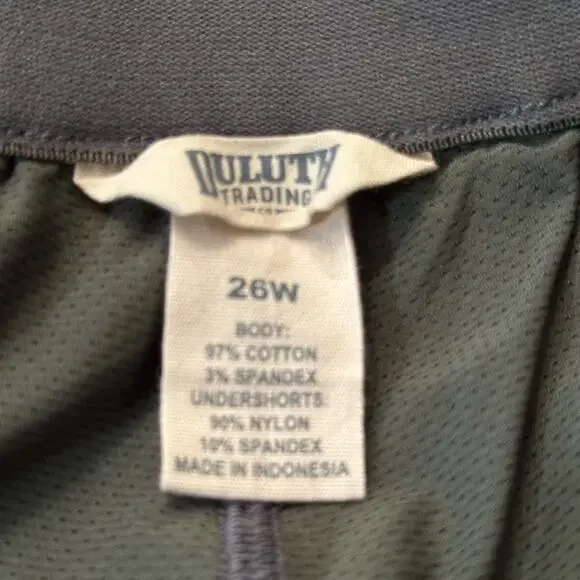 DULUTH
TRADING
26W
BODY:
97% COTTON
3% SPANDEX
UNDERSHORTS:
90% NYLON
10% SPANDEX
MADE IN INDONESIA